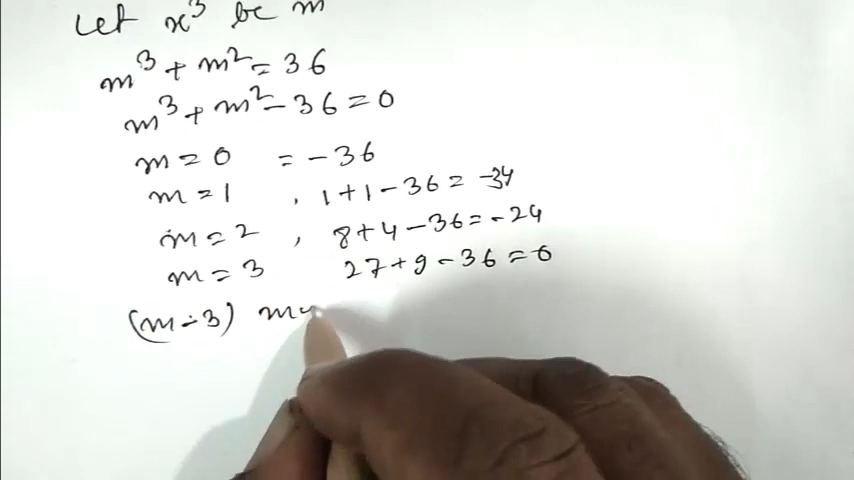 Let x³ be m
m³ + m² = 36
m³ + m² - 36 = 0
m = 0 = - 36
m = 1 , 1 + 1 - 36 = -34
m = 2 , 8 + 4 - 36 = - 24
m = 3 27 + 9 - 36 = 0
(m - 3)